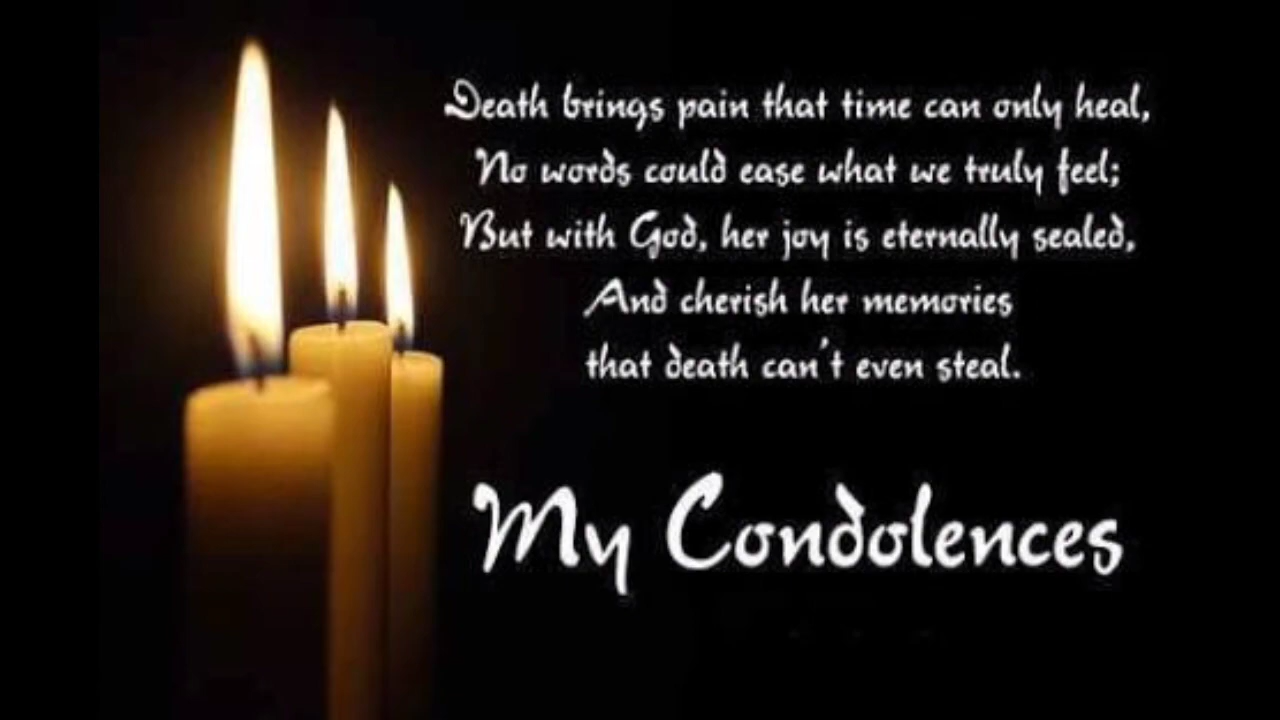 Death brings pain that time can only heal,
No words could ease what we truly feel;
But with God, her joy is eternally sealed,
And cherish her memories
that death can't even steal.
My Condolences